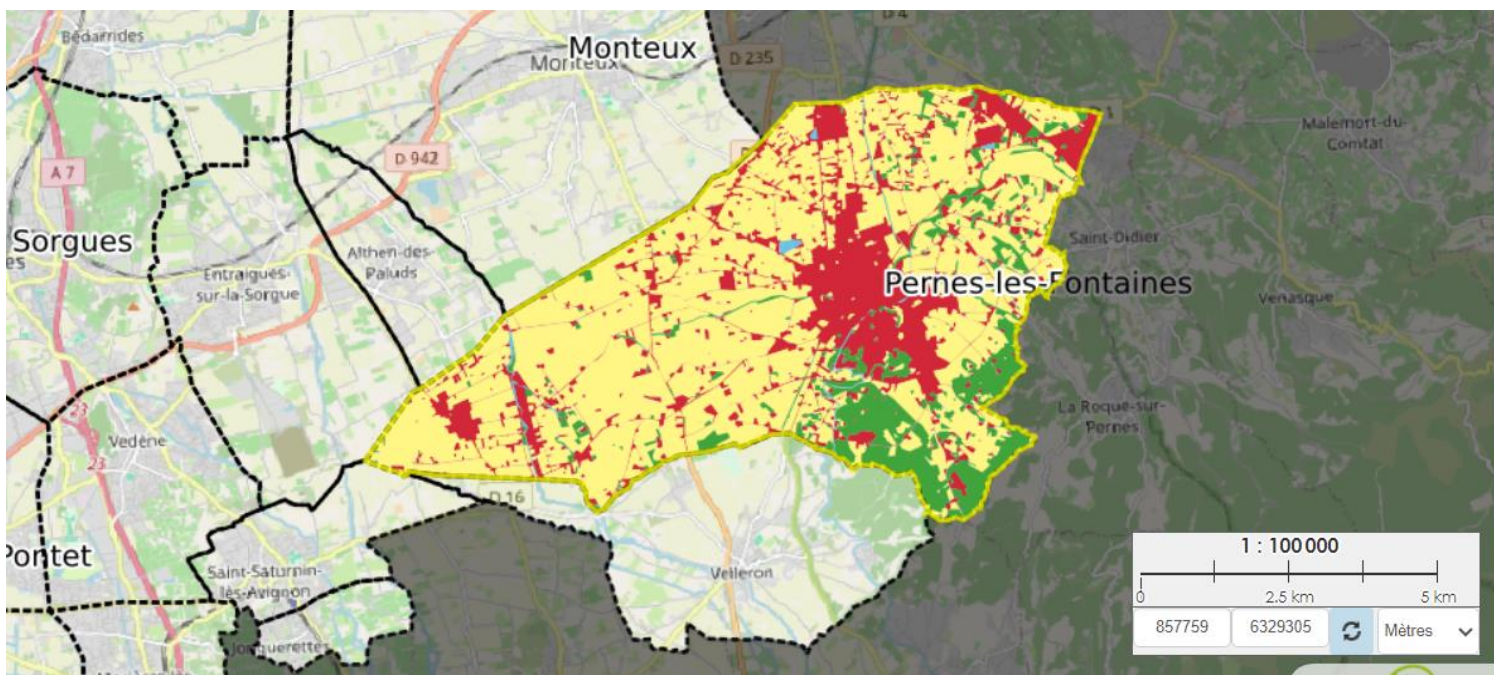 Bédarrides
D 4
Monteux
Monteux
D 235
Malemort-du-
Comtat
D 942
A 7
D
1
Sorgues
es
Althen-des-
Paluds
Saint-Didier
Entraigues-
sur-la-Sorgue
Pernes-les-Fontaines
Venasque
23
La Roque-sur-
Pernes
Vedène
23
D 16
Pontet
Saint-Saturnin-
lès-Avignon
Velleron
Jonquerettes
1 : 100 000
0 2.5 km 5 km
857759 6329305 Mètres